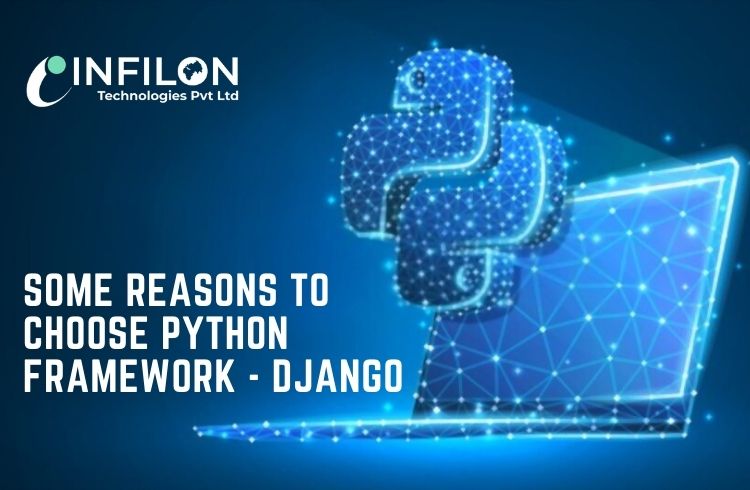 INFILON
Technologies Pvt Ltd
SOME REASONS TO
CHOOSE PYTHON
FRAMEWORK - DJANGO